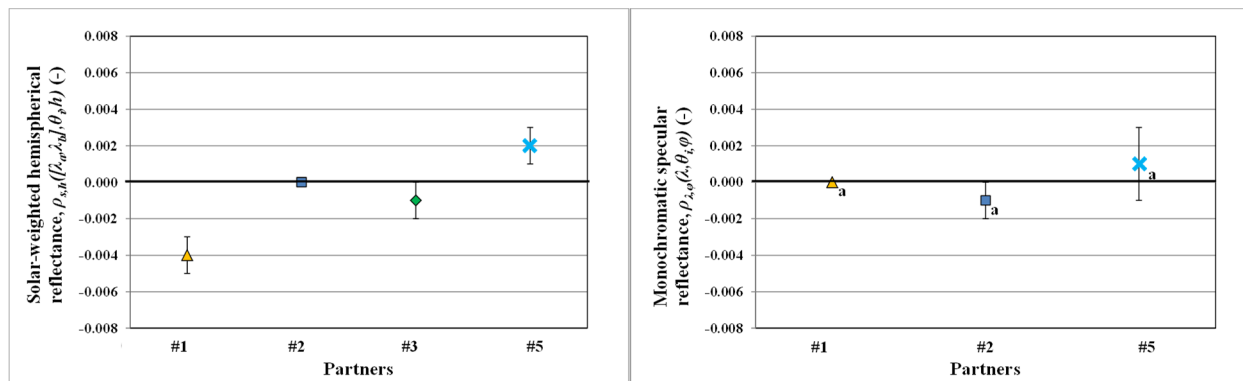 Solar-weighted hemispherical
reflectance, ρs,h([λa,λb],θi,h) (-)
0.008
0.006
0.004
0.002
0.000
-0.002
-0.004
-0.006
-0.008
#1 #2 #3 #5
Partners
Monochromatic specular
reflectance, ρλ,φ(λ,θi,φ) (-)
0.008
0.006
0.004
0.002
0.000
-0.002
-0.004
-0.006
-0.008
a
a
a
#1 #2 #5
Partners